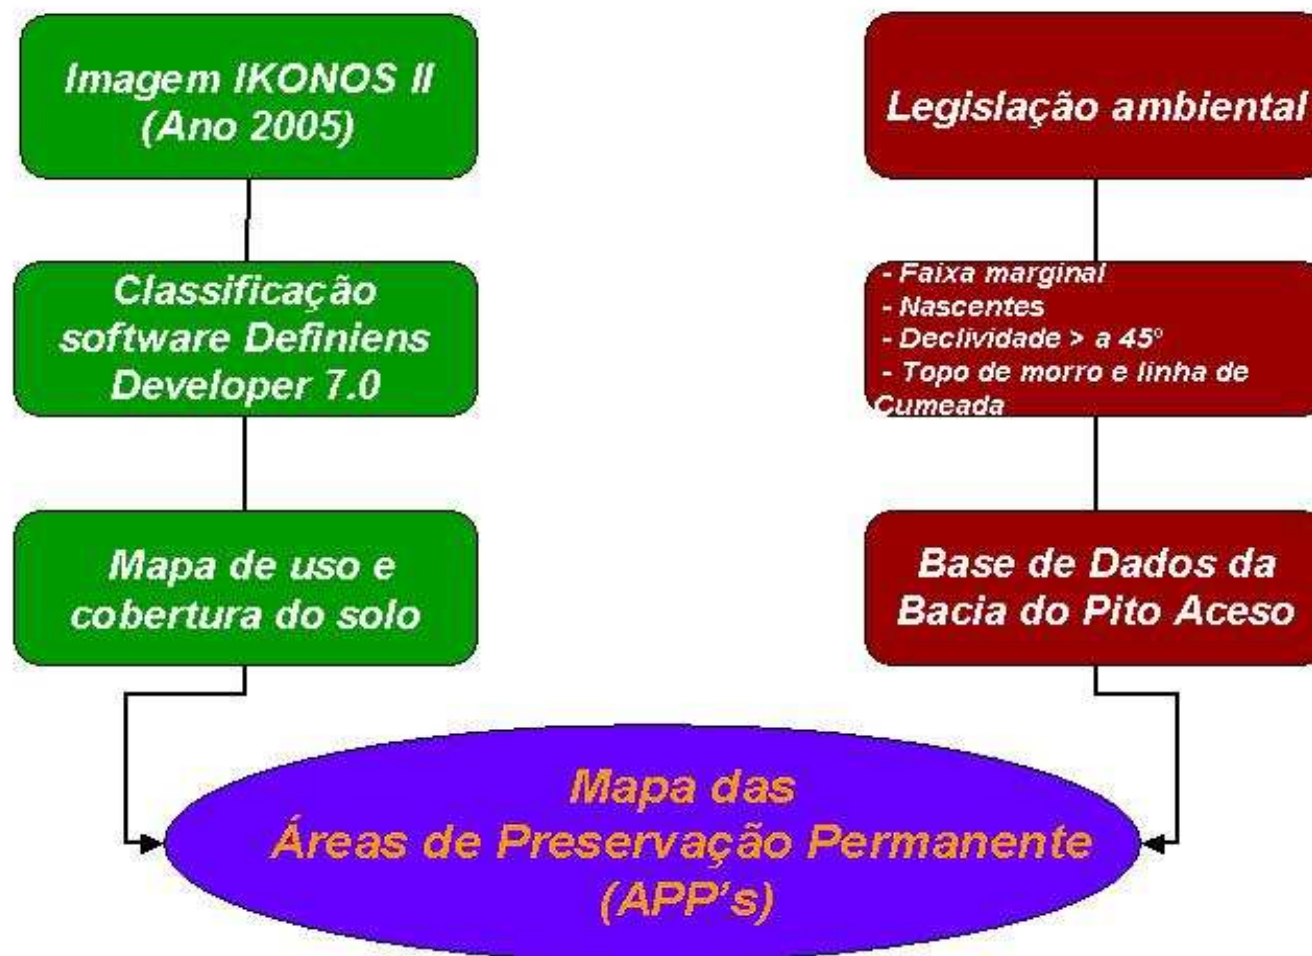 Imagem IKONOS II
(Ano 2005)
Classificação
software Definiens
Developer 7.0
Mapa de uso e
cobertura do solo
Legislação ambiental
- Faixa marginal
- Nascentes
- Declividade > a 45º
- Topo de morro e linha de
Cumeada
Base de Dados da
Bacia do Pito Aceso
Mapa das
Áreas de Preservação Permanente
(APP's)